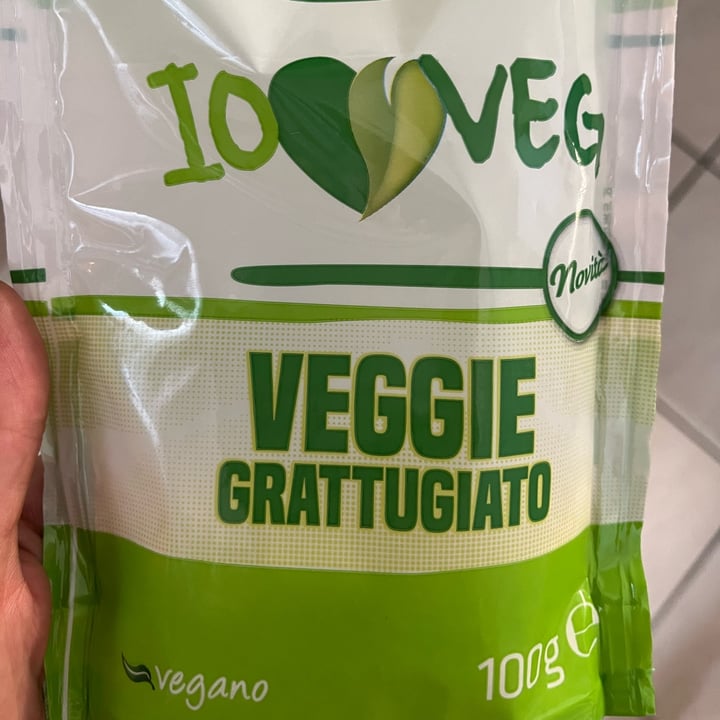 IO VEG
Novità
VEGGIE
GRATTUGIATO
vegano
100g e